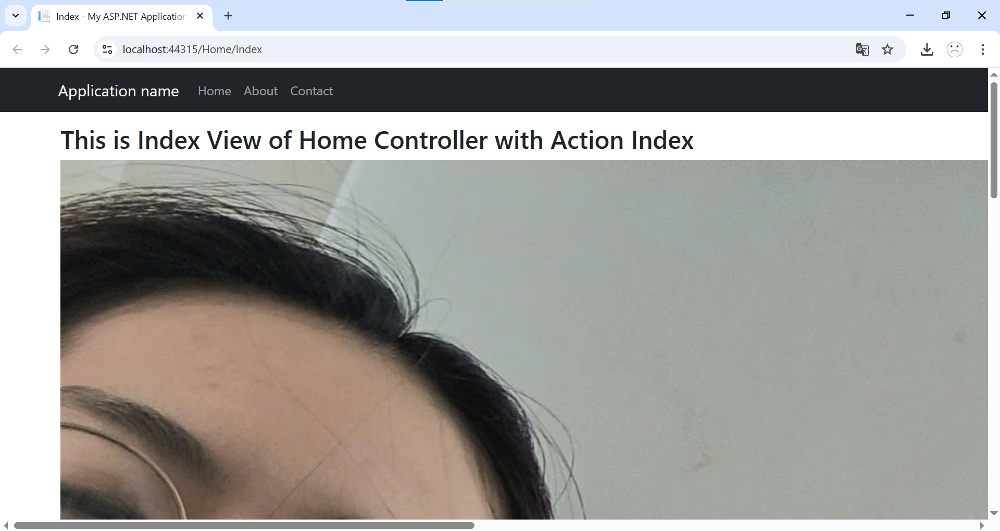 Index - My ASP.NET Application
localhost:44315/Home/Index
Application name Home About Contact
This is Index View of Home Controller with Action Index